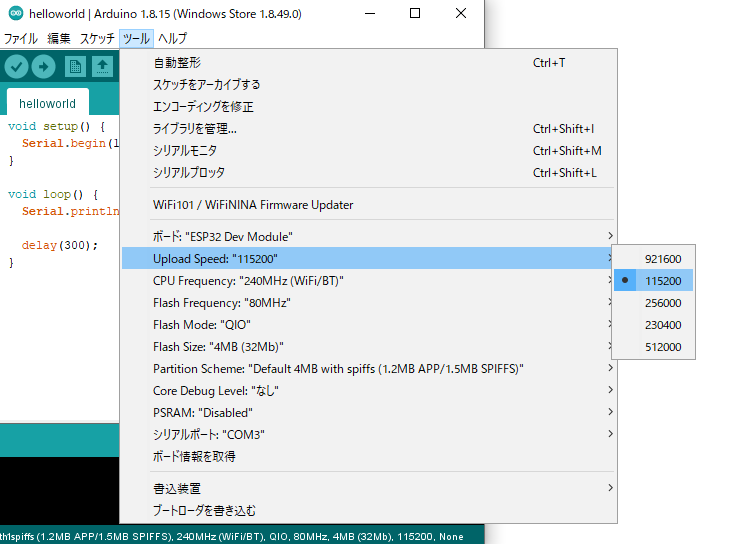 helloworld | Arduino 1.8.15 (Windows Store 1.8.49.0)
ファイル 編集 スケッチ ツール ヘルプ
helloworld
void setup() {
Serial.begin(
}
void loop() {
Serial.println
delay(300);
}
自動整形 Ctrl+T
スケッチをアーカイブする
エンコーディングを修正
ライブラリを管理... Ctrl+Shift+I
シリアルモニタ Ctrl+Shift+M
シリアルプロッタ Ctrl+Shift+L
WiFi101 / WiFiNINA Firmware Updater
ボード: "ESP32 Dev Module"
Upload Speed: "115200"
CPU Frequency: "240MHz (WiFi/BT)"
Flash Frequency: "80MHz"
Flash Mode: "QIO"
Flash Size: "4MB (32Mb)"
Partition Scheme: "Default 4MB with spiffs (1.2MB APP/1.5MB SPIFFS)"
Core Debug Level: "なし"
PSRAM: "Disabled"
シリアルポート: "COM3"
ボード情報を取得
書込装置
ブートローダを書き込む
921600
115200
256000
230400
512000
spiffs (1.2MB APP/1.5MB SPIFFS), 240MHz (WiFi/BT), QIO, 80MHz, 4MB (32Mb), 115200, None